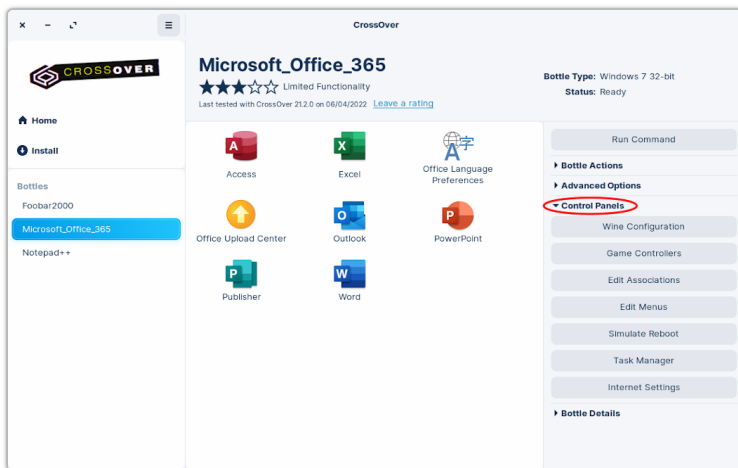 CrossOver
CROSSOVER
Home
Install
Bottles
Foobar2000
Microsoft_Office_365
Notepad++
Microsoft_Office_365
Limited Functionality
Last tested with CrossOver 21.2.0 on 06/04/2022 Leave a rating
Bottle Type: Windows 7 32-bit
Status: Ready
Access
Excel
Office Language
Preferences
Office Upload Center
Outlook
PowerPoint
Publisher
Word
Run Command
Bottle Actions
Advanced Options
Control Panels
Wine Configuration
Game Controllers
Edit Associations
Edit Menus
Simulate Reboot
Task Manager
Internet Settings
Bottle Details